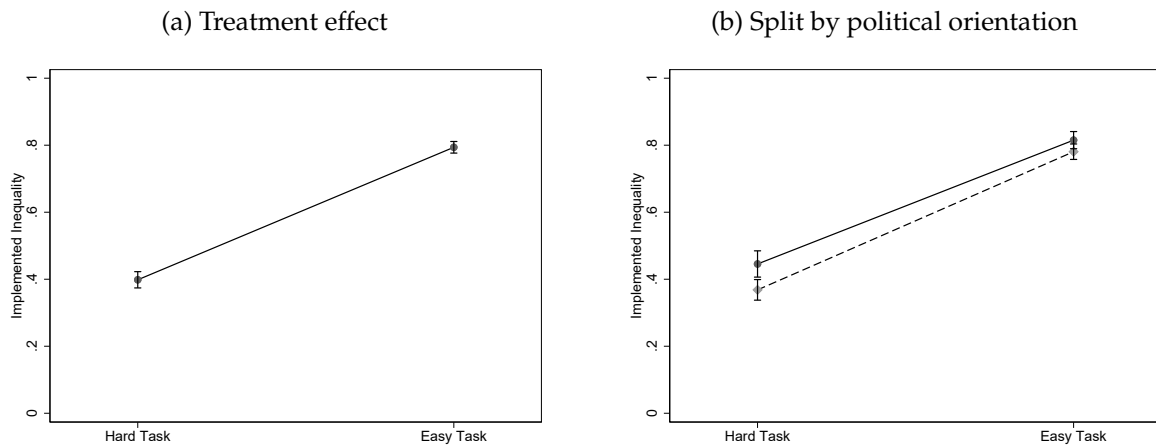 (a) Treatment effect
Implemented Inequality
1
.8
.6
.4
.2
0
Hard Task
Easy Task
(b) Split by political orientation
Implemented Inequality
1
.8
.6
.4
.2
0
Hard Task
Easy Task